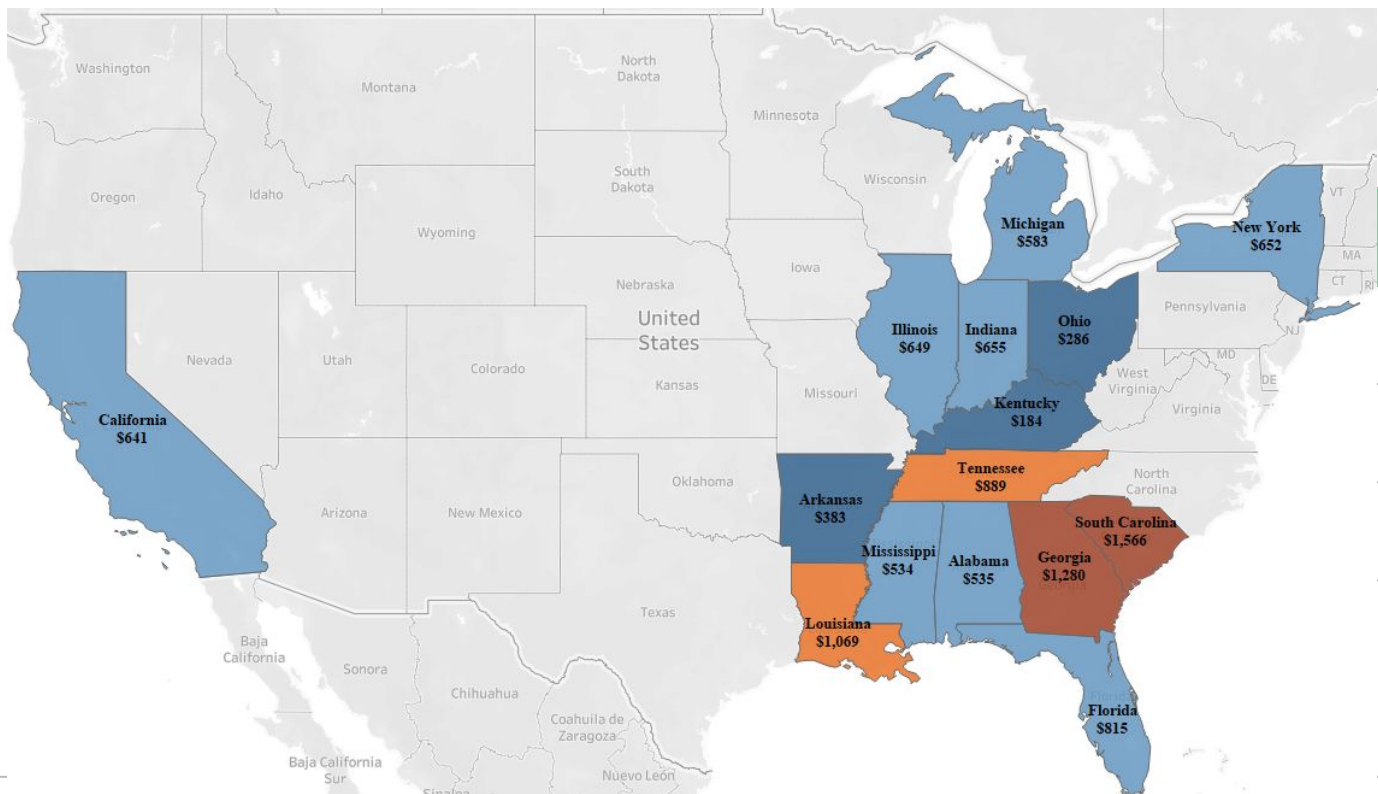 Washington
Montana
North
Dakota
Minnesota
Oregon
Idaho
South
Dakota
Wisconsin
VT
Wyoming
Michigan
$583
New York
$652
MA
CT
RI
Iowa
Nebraska
Pennsylvania
NJ
Nevada
Utah
Colorado
United
States
Illinois
$649
Indiana
$655
Ohio
$286
MD
DE
Kansas
Missouri
West
Virginia
Virginia
California
$641
Kentucky
$184
Tennessee
$889
North
Carolina
Arizona
New Mexico
Oklahoma
Arkansas
$383
South Carolina
$1,566
Mississippi
$534
Alabama
$535
Georgia
$1,280
Georgia
Texas
Louisiana
$1,069
Baja
California
Sonora
Chihuahua
Florida
Florida
$815
Coahuila de
Zaragoza
Baja California
Sur
Nuevo León
Sinaloa